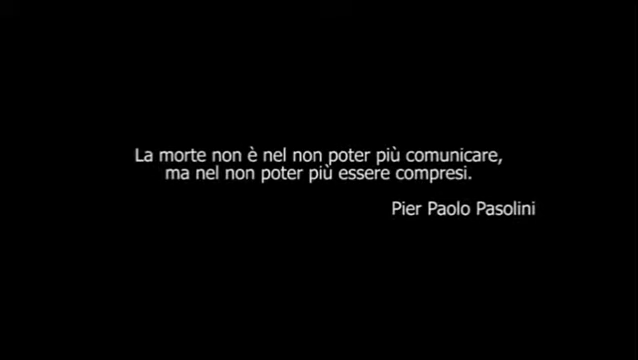 La morte non è nel non poter più comunicare,
ma nel non poter più essere compresi.
Pier Paolo Pasolini